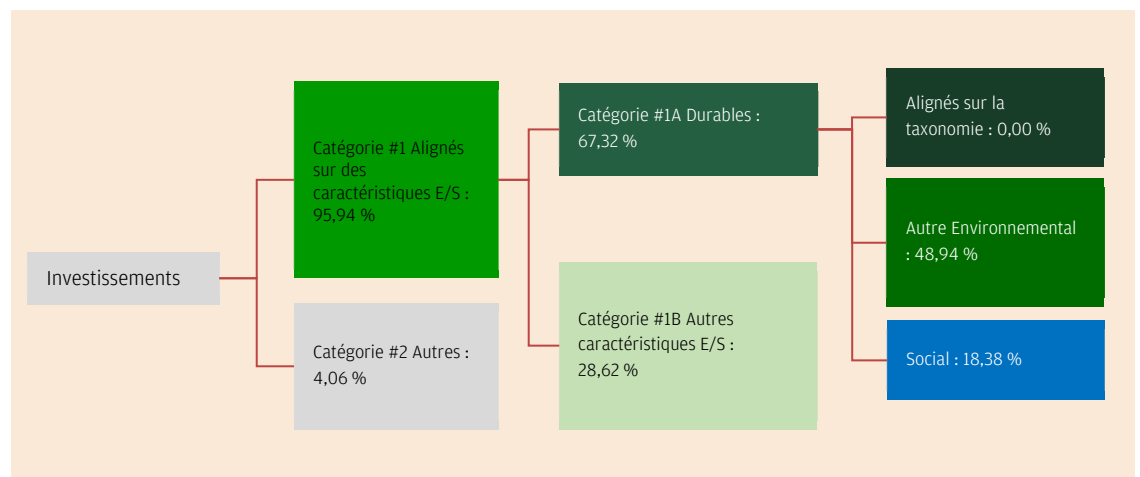 Investissements
Catégorie #1 Alignés
sur des
caractéristiques E/S :
95,94 %
Catégorie #2 Autres :
4,06 %
Catégorie #1A Durables :
67,32 %
Catégorie #1B Autres
caractéristiques E/S :
28,62 %
Alignés sur la
taxonomie : 0,00 %
Autre Environnemental
: 48,94 %
Social : 18,38 %